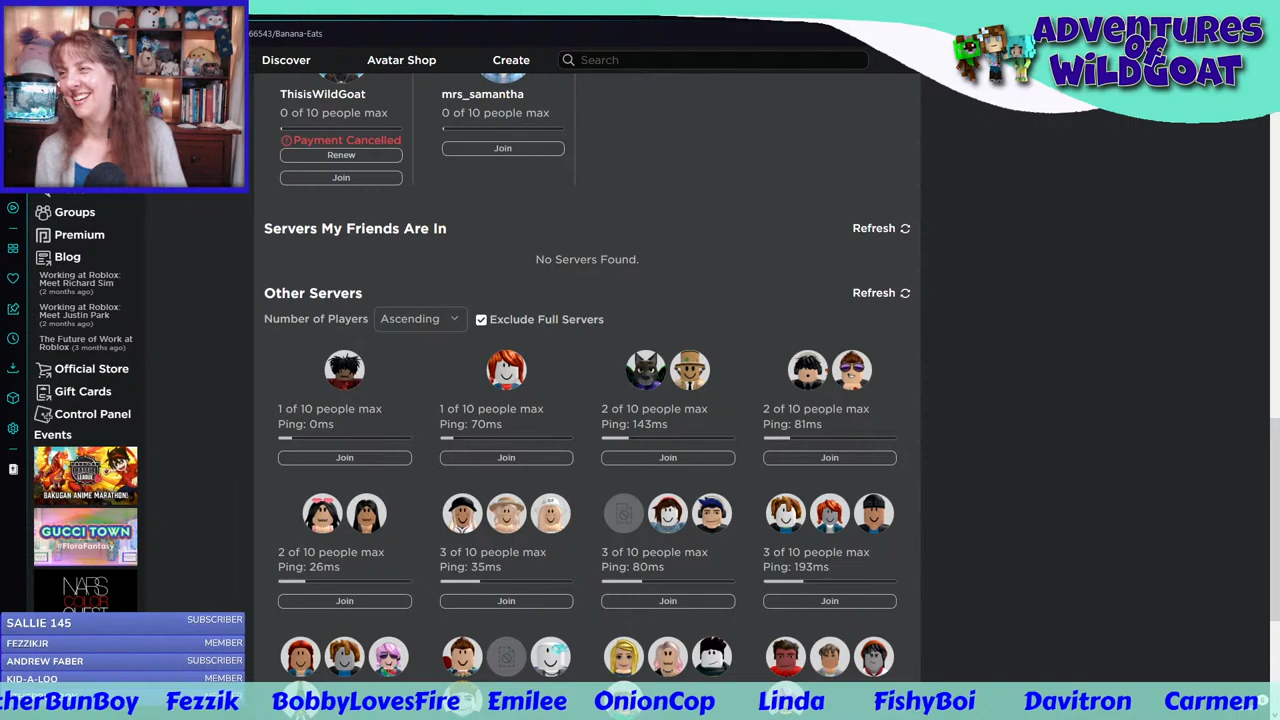 66543/Banana-Eats
ADVENTURES
OF
WILDGOAT
Discover
Avatar Shop
Create
Search
ThisisWildGoat
0 of 10 people max
Payment Cancelled
Renew
Join
mrs_samantha
0 of 10 people max
Join
Groups
Premium
Blog
Working at Roblox:
Meet Richard Sim
(2 months ago)
Working at Roblox:
Meet Justin Park
(2 months ago)
The Future of Work at
Roblox (3 months ago)
Official Store
Gift Cards
Control Panel
Events
BAKUGAN ANIME MARATHON!
GUCCI TOWN
#FloraFantasy
NARS
COLOR
QUEST
Servers My Friends Are In
Refresh
No Servers Found.
Other Servers
Refresh
Number of Players
Ascending
Exclude Full Servers
1 of 10 people max
Ping: 0ms
Join
1 of 10 people max
Ping: 70ms
Join
2 of 10 people max
Ping: 143ms
Join
2 of 10 people max
Ping: 81ms
Join
2 of 10 people max
Ping: 26ms
Join
3 of 10 people max
Ping: 35ms
Join
3 of 10 people max
Ping: 80ms
Join
3 of 10 people max
Ping: 193ms
Join
SALLIE 145 SUBSCRIBER
FEZZIKJR MEMBER
ANDREW FABER SUBSCRIBER
KID-A-LOO MEMBER
therBunBoy Fezzik BobbyLovesFire Emilee OnionCop Linda FishyBoi Davitron Carmen